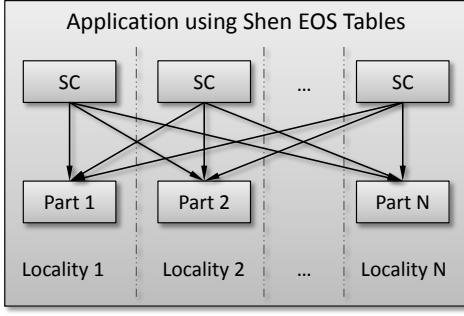 Application using Shen EOS Tables
SC SC ... SC
Part 1 Part 2 Part N
Locality 1 Locality 2 ... Locality N